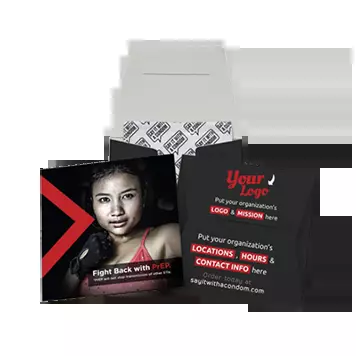 Fight Back with PrEP.
Your
Logo
Put your organization's
LOGO & MISSION here
Put your organization's
LOCATIONS , HOURS &
CONTACT INFO here
Order today at
sayitwithacondom.com